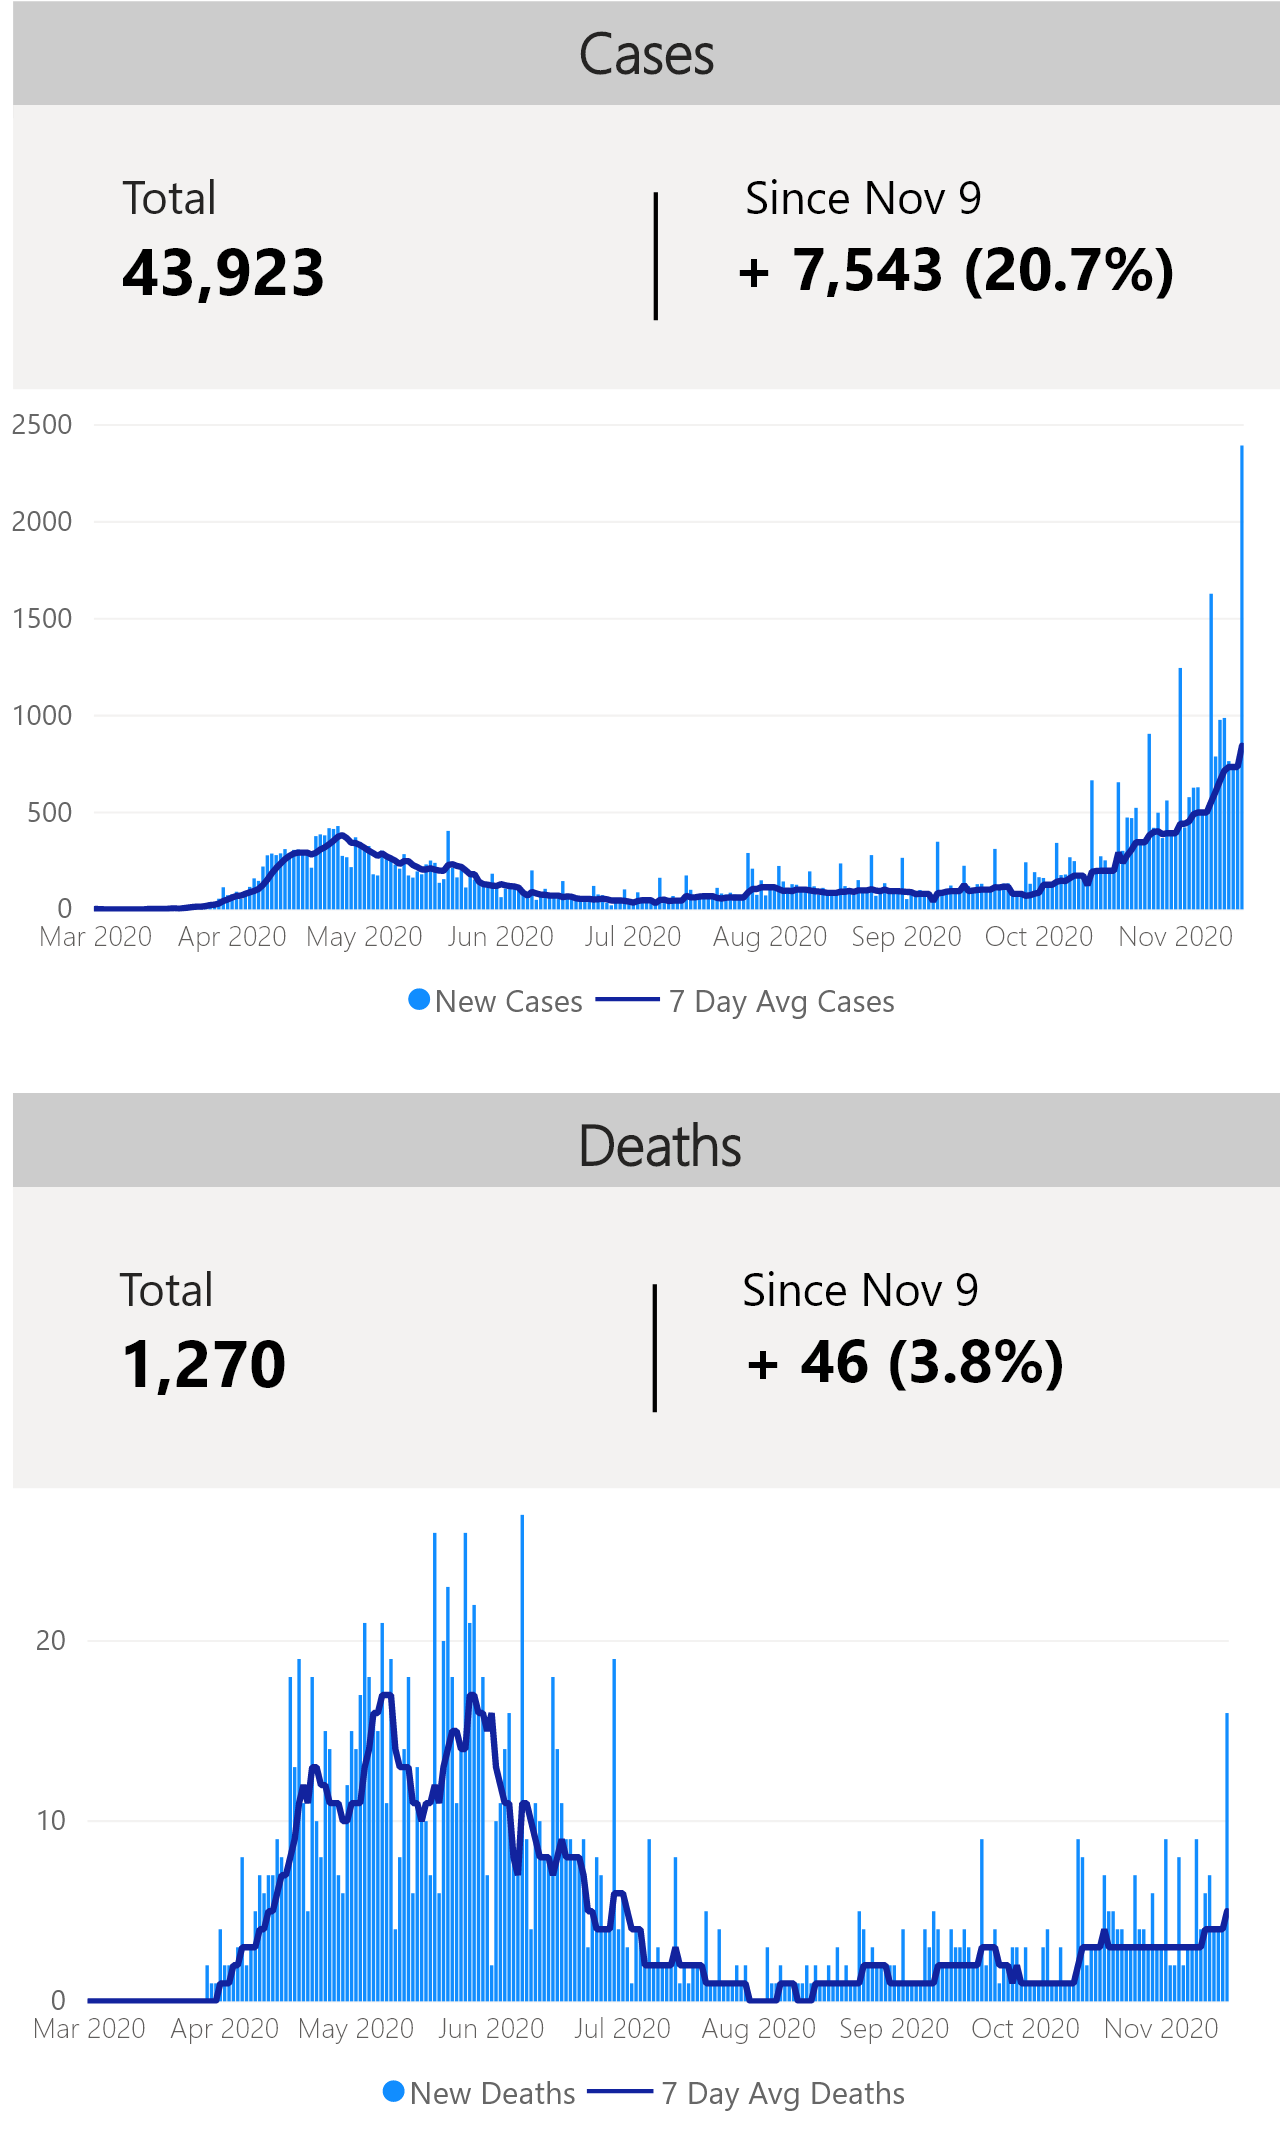 Cases
Total
Since Nov 9
43,923
+ 7,543 (20.7%)
2500
2000
1500
1000
500
0
Mar 2020 Apr 2020 May 2020 Jun 2020 Jul 2020 Aug 2020 Sep 2020 Oct 2020 Nov 2020
New Cases 7 Day Avg Cases
Deaths
Total
Since Nov 9
1,270
+ 46 (3.8%)
20
10
0
Mar 2020 Apr 2020 May 2020 Jun 2020 Jul 2020 Aug 2020 Sep 2020 Oct 2020 Nov 2020
New Deaths 7 Day Avg Deaths